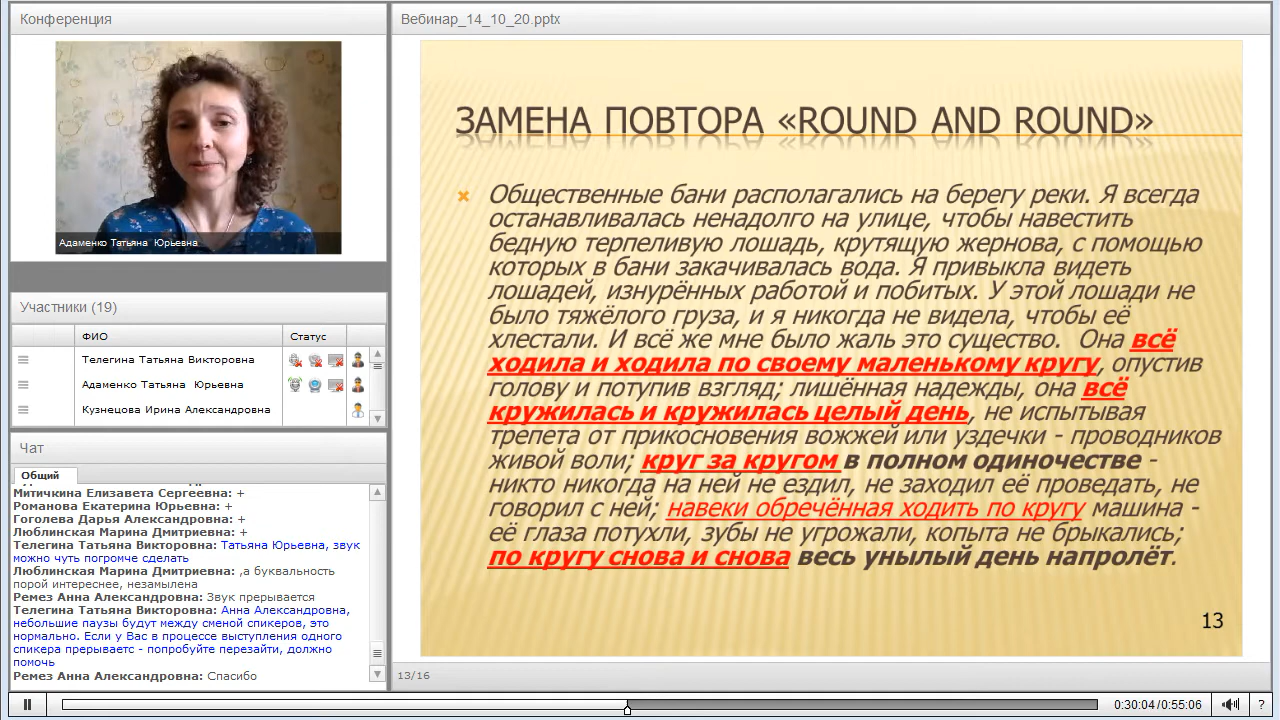 Конференция
Адаменко Татьяна Юрьевна
Участники (19)
ФИО
Статус
Телегина Татьяна Викторовна
Адаменко Татьяна Юрьевна
Кузнецова Ирина Александровна
Чат
Общий
Митичкина Елизавета Сергеевна: +
Романова Екатерина Юрьевна: +
Гоголева Дарья Александровна: +
Люблинская Марина Дмитриевна: +
Телегина Татьяна Викторовна: Татьяна Юрьевна, звук
можно чуть погромче сделать
Люблинская Марина Дмитриевна: ,а буквальность
порой интереснее, незамылена
Ремез Анна Александровна: Звук прерывается
Телегина Татьяна Викторовна: Анна Александровна,
небольшие паузы будут между сменой спикеров, это
нормально. Если у Вас в процессе выступления одного
спикера прерываетс - попробуйте перезайти, должно
помочь
Ремез Анна Александровна: Спасибо
Вебинар_14_10_20.pptx
ЗАМЕНА ПОВТОРА «ROUND AND ROUND»
Общественные бани располагались на берегу реки. Я всегда
останавливалась ненадолго на улице, чтобы навестить
бедную терпеливую лошадь, крутящую жернова, с помощью
которых в бани закачивалась вода. Я привыкла видеть
лошадей, изнурённых работой и побитых. У этой лошади не
было тяжёлого груза, и я никогда не видела, чтобы её
хлестали. И всё же мне было жаль это существо. Она всё
ходила и ходила по своему маленькому кругу, опустив
голову и потупив взгляд; лишённая надежды, она всё
кружилась и кружилась целый день, не испытывая
трепета от прикосновения вожжей или уздечки - проводников
живой воли; круг за кругом в полном одиночестве -
никто никогда на ней не ездил, не заходил её проведать, не
говорил с ней; навеки обречённая ходить по кругу машина -
её глаза потухли, зубы не угрожали, копыта не брыкались;
по кругу снова и снова весь унылый день напролёт.
13
13/16
0:30:04/0:55:06
?